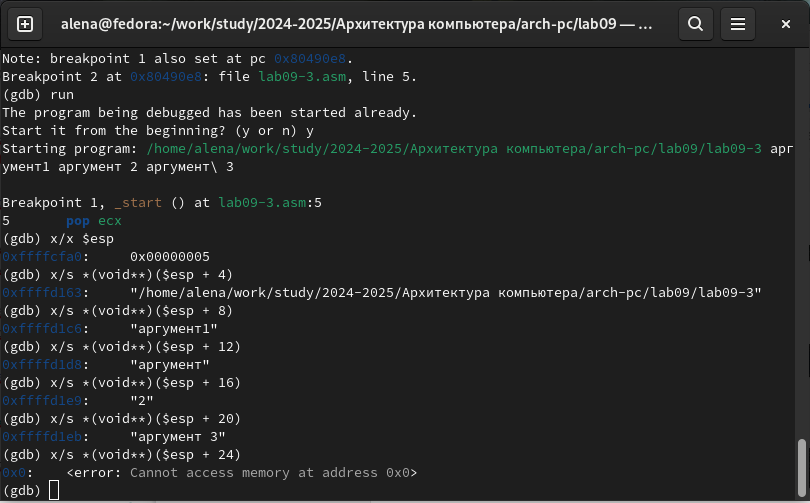 alena@fedora:~/work/study/2024-2025/Архитектура компьютера/arch-pc/lab09 — ...
Note: breakpoint 1 also set at pc 0x80490e8.
Breakpoint 2 at 0x80490e8: file lab09-3.asm, line 5.
(gdb) run
The program being debugged has been started already.
Start it from the beginning? (y or n) y
Starting program: /home/alena/work/study/2024-2025/Архитектура компьютера/arch-pc/lab09/lab09-3 арг
умент1 аргумент 2 аргумент\ 3
Breakpoint 1, _start () at lab09-3.asm:5
5       pop ecx
(gdb) x/x $esp
0xffffcfa0:     0x00000005
(gdb) x/s *(void**)($esp + 4)
0xffffd163:     "/home/alena/work/study/2024-2025/Архитектура компьютера/arch-pc/lab09/lab09-3"
(gdb) x/s *(void**)($esp + 8)
0xffffd1c6:     "аргумент1"
(gdb) x/s *(void**)($esp + 12)
0xffffd1d8:     "аргумент"
(gdb) x/s *(void**)($esp + 16)
0xffffd1e9:     "2"
(gdb) x/s *(void**)($esp + 20)
0xffffd1eb:     "аргумент 3"
(gdb) x/s *(void**)($esp + 24)
0x0:    <error: Cannot access memory at address 0x0>
(gdb)